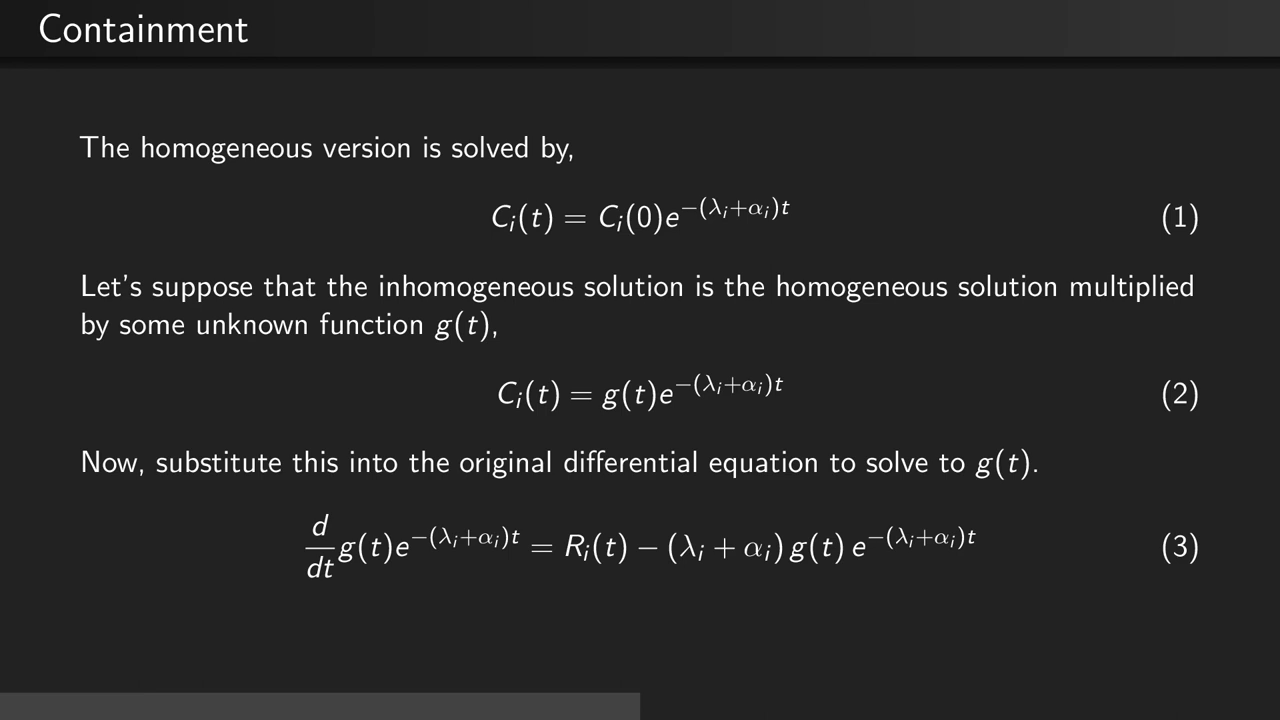 Containment
The homogeneous version is solved by,
C_i(t) = C_i(0)e^{−(λ_i+α_i)t} (1)
Let's suppose that the inhomogeneous solution is the homogeneous solution multiplied
by some unknown function g(t),
C_i(t) = g(t)e^{−(λ_i+α_i)t} (2)
Now, substitute this into the original differential equation to solve to g(t).
\frac{d}{dt}g(t)e^{−(λ_i+α_i)t} = R_i(t) − (λ_i + α_i) g(t) e^{−(λ_i+α_i)t} (3)